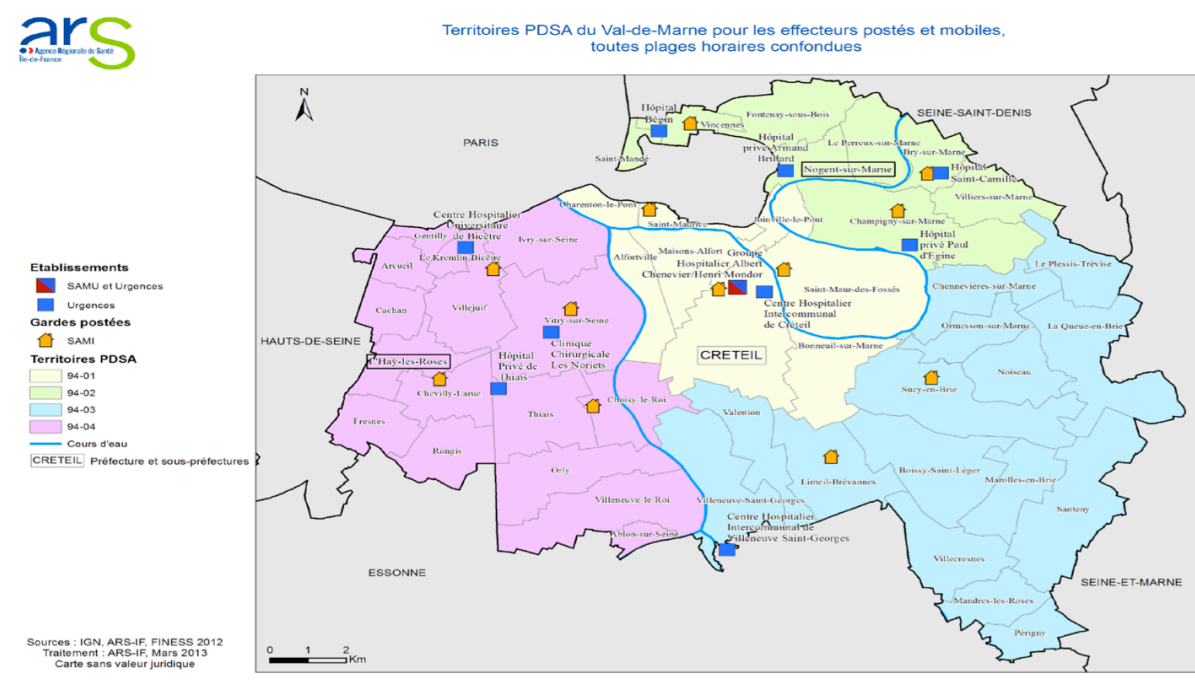 ars
Agence Régionale de Santé
Île-de-France
Territoires PDSA du Val-de-Marne pour les effecteurs postés et mobiles,
toutes plages horaires confondues
N
PARIS
SEINE-SAINT-DENIS
HAUTS-DE-SEINE
ESSONNE
SEINE-ET-MARNE
Hôpital
Bégin
Vincennes
Fontenay-sous-Bois
Saint-Mandé
Hôpital
privé Armand
Brillard
Nogent-sur-Marne
Le Perreux-sur-Marne
Bry-sur-Marne
Hôpital
Saint-Camille
Villiers-sur-Marne
Champigny-sur-Marne
Hôpital
privé Paul
d'Egine
Charenton-le-Pont
Saint-Maurice
Joinville-le-Pont
Maisons-Alfort
Alfortville
Groupe
Hospitalier Albert
Chenevier/Henri Mondor
Saint-Maur-des-Fossés
Centre Hospitalier
Intercommunal
de Créteil
Bonneuil-sur-Marne
CRETEIL
Centre Hospitalier
Universitaire
de Bicêtre
Gentilly
Ivry-sur-Seine
Le Kremlin-Bicêtre
Arcueil
Cachan
Villejuif
Vitry-sur-Seine
Clinique
Chirurgicale
Les Noriets
l'Haÿ-les-Roses
Hôpital
Privé de
Thiais
Chevilly-Larue
Choisy-le-Roi
Thiais
Fresnes
Rungis
Orly
Villeneuve-le-Roi
Ablon-sur-Seine
Le Plessis-Trévise
Chennevières-sur-Marne
Ormesson-sur-Marne
La Queue-en-Brie
Noiseau
Sucy-en-Brie
Valenton
Limeil-Brévannes
Boissy-Saint-Léger
Marolles-en-Brie
Santeny
Villeneuve-Saint-Georges
Centre Hospitalier
Intercommunal de
Villeneuve Saint-Georges
Villecresnes
Mandres-les-Roses
Périgny
Etablissements
SAMU et Urgences
Urgences
Gardes postées
SAMI
Territoires PDSA
94-01
94-02
94-03
94-04
Cours d'eau
CRETEIL Préfecture et sous-préfectures
Sources : IGN, ARS-IF, FINESS 2012
Traitement : ARS-IF, Mars 2013
Carte sans valeur juridique
0 1 2
Km